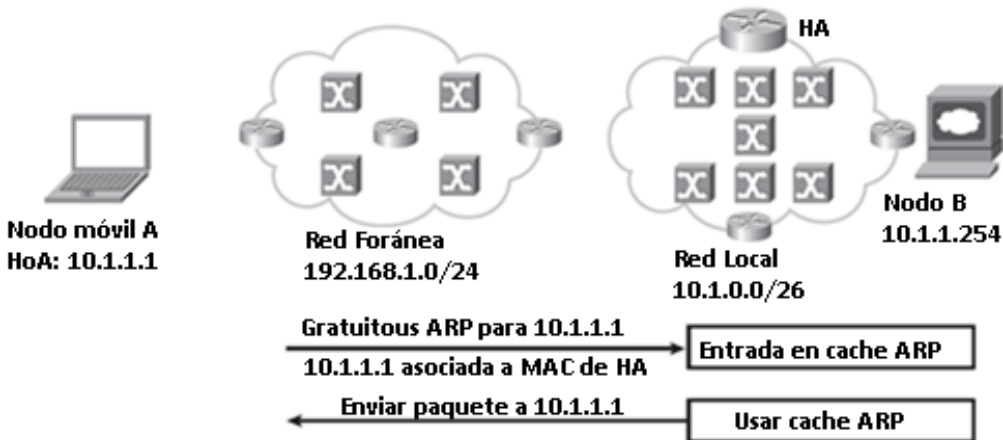 HA
Nodo móvil A
HoA: 10.1.1.1
Red Foránea
192.168.1.0/24
Red Local
10.1.0.0/26
Nodo B
10.1.1.254
Gratuitous ARP para 10.1.1.1
10.1.1.1 asociada a MAC de HA
Entrada en cache ARP
Enviar paquete a 10.1.1.1
Usar cache ARP